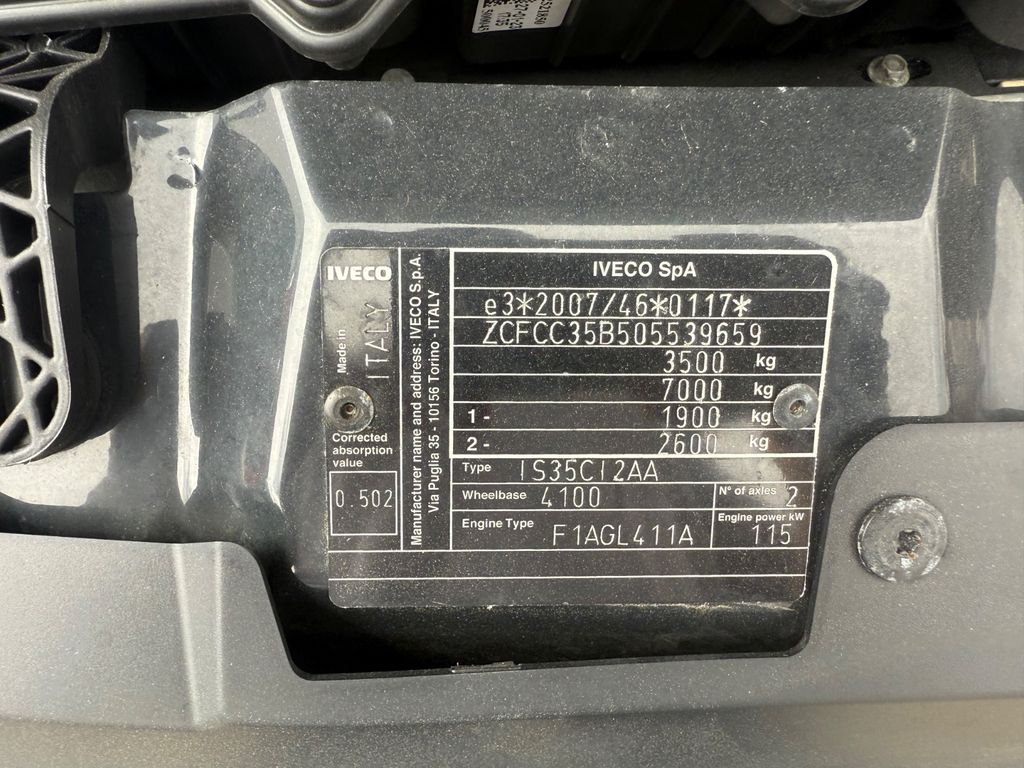 IVECO
Made in
ITALY
Corrected
absorption
value
0.502
Manufacturer name and address: IVECO S.p.A.
Via Puglia 35 - 10156 Torino - ITALY
IVECO SpA
e3*2007/46*0117*
ZCFCC35B505539659
3500 kg
7000 kg
1 - 1900 kg
2 - 2600 kg
Type IS35CI2AA
Wheelbase 4100 N° of axles 2
Engine Type F1AGL411A Engine power kW 115